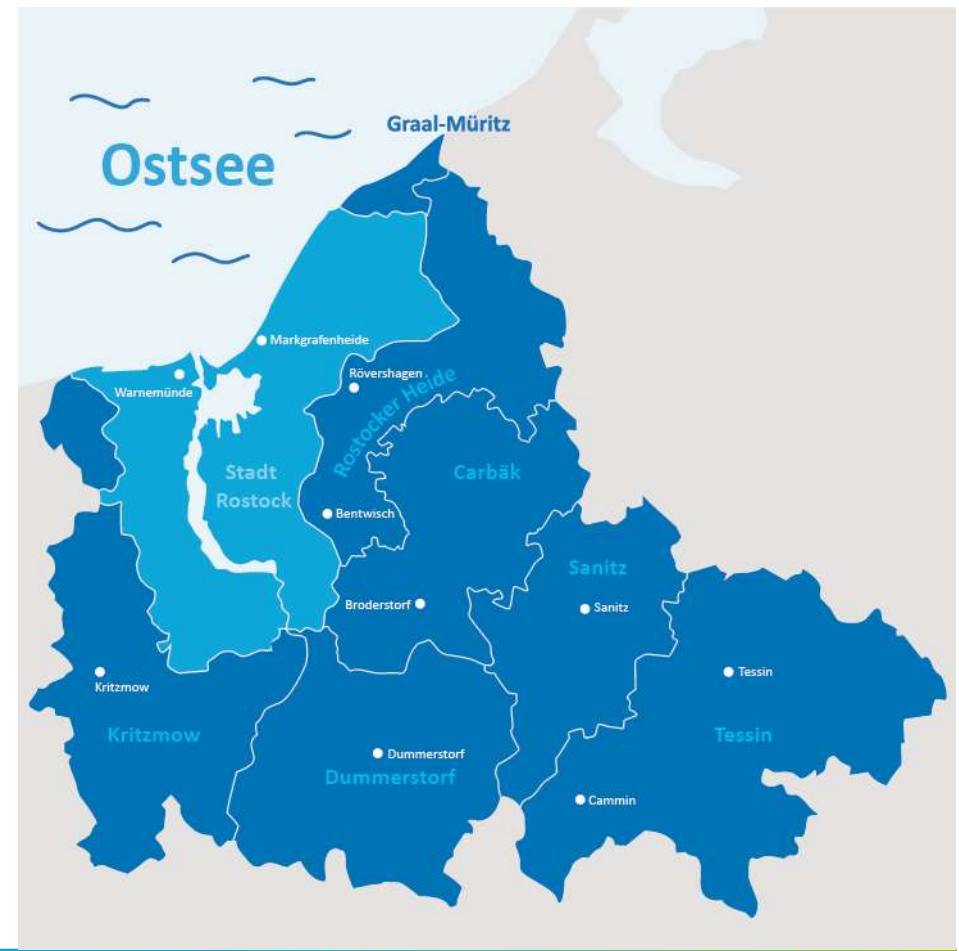 Graal-Müritz
Ostsee
Markgrafenheide
Warnemünde
Rövershagen
Rostocker Heide
Stadt
Rostock
Carbäk
Bentwisch
Sanitz
Broderstorf
Sanitz
Tessin
Kritzmow
Kritzmow
Tessin
Dummerstorf
Dummerstorf
Cammin